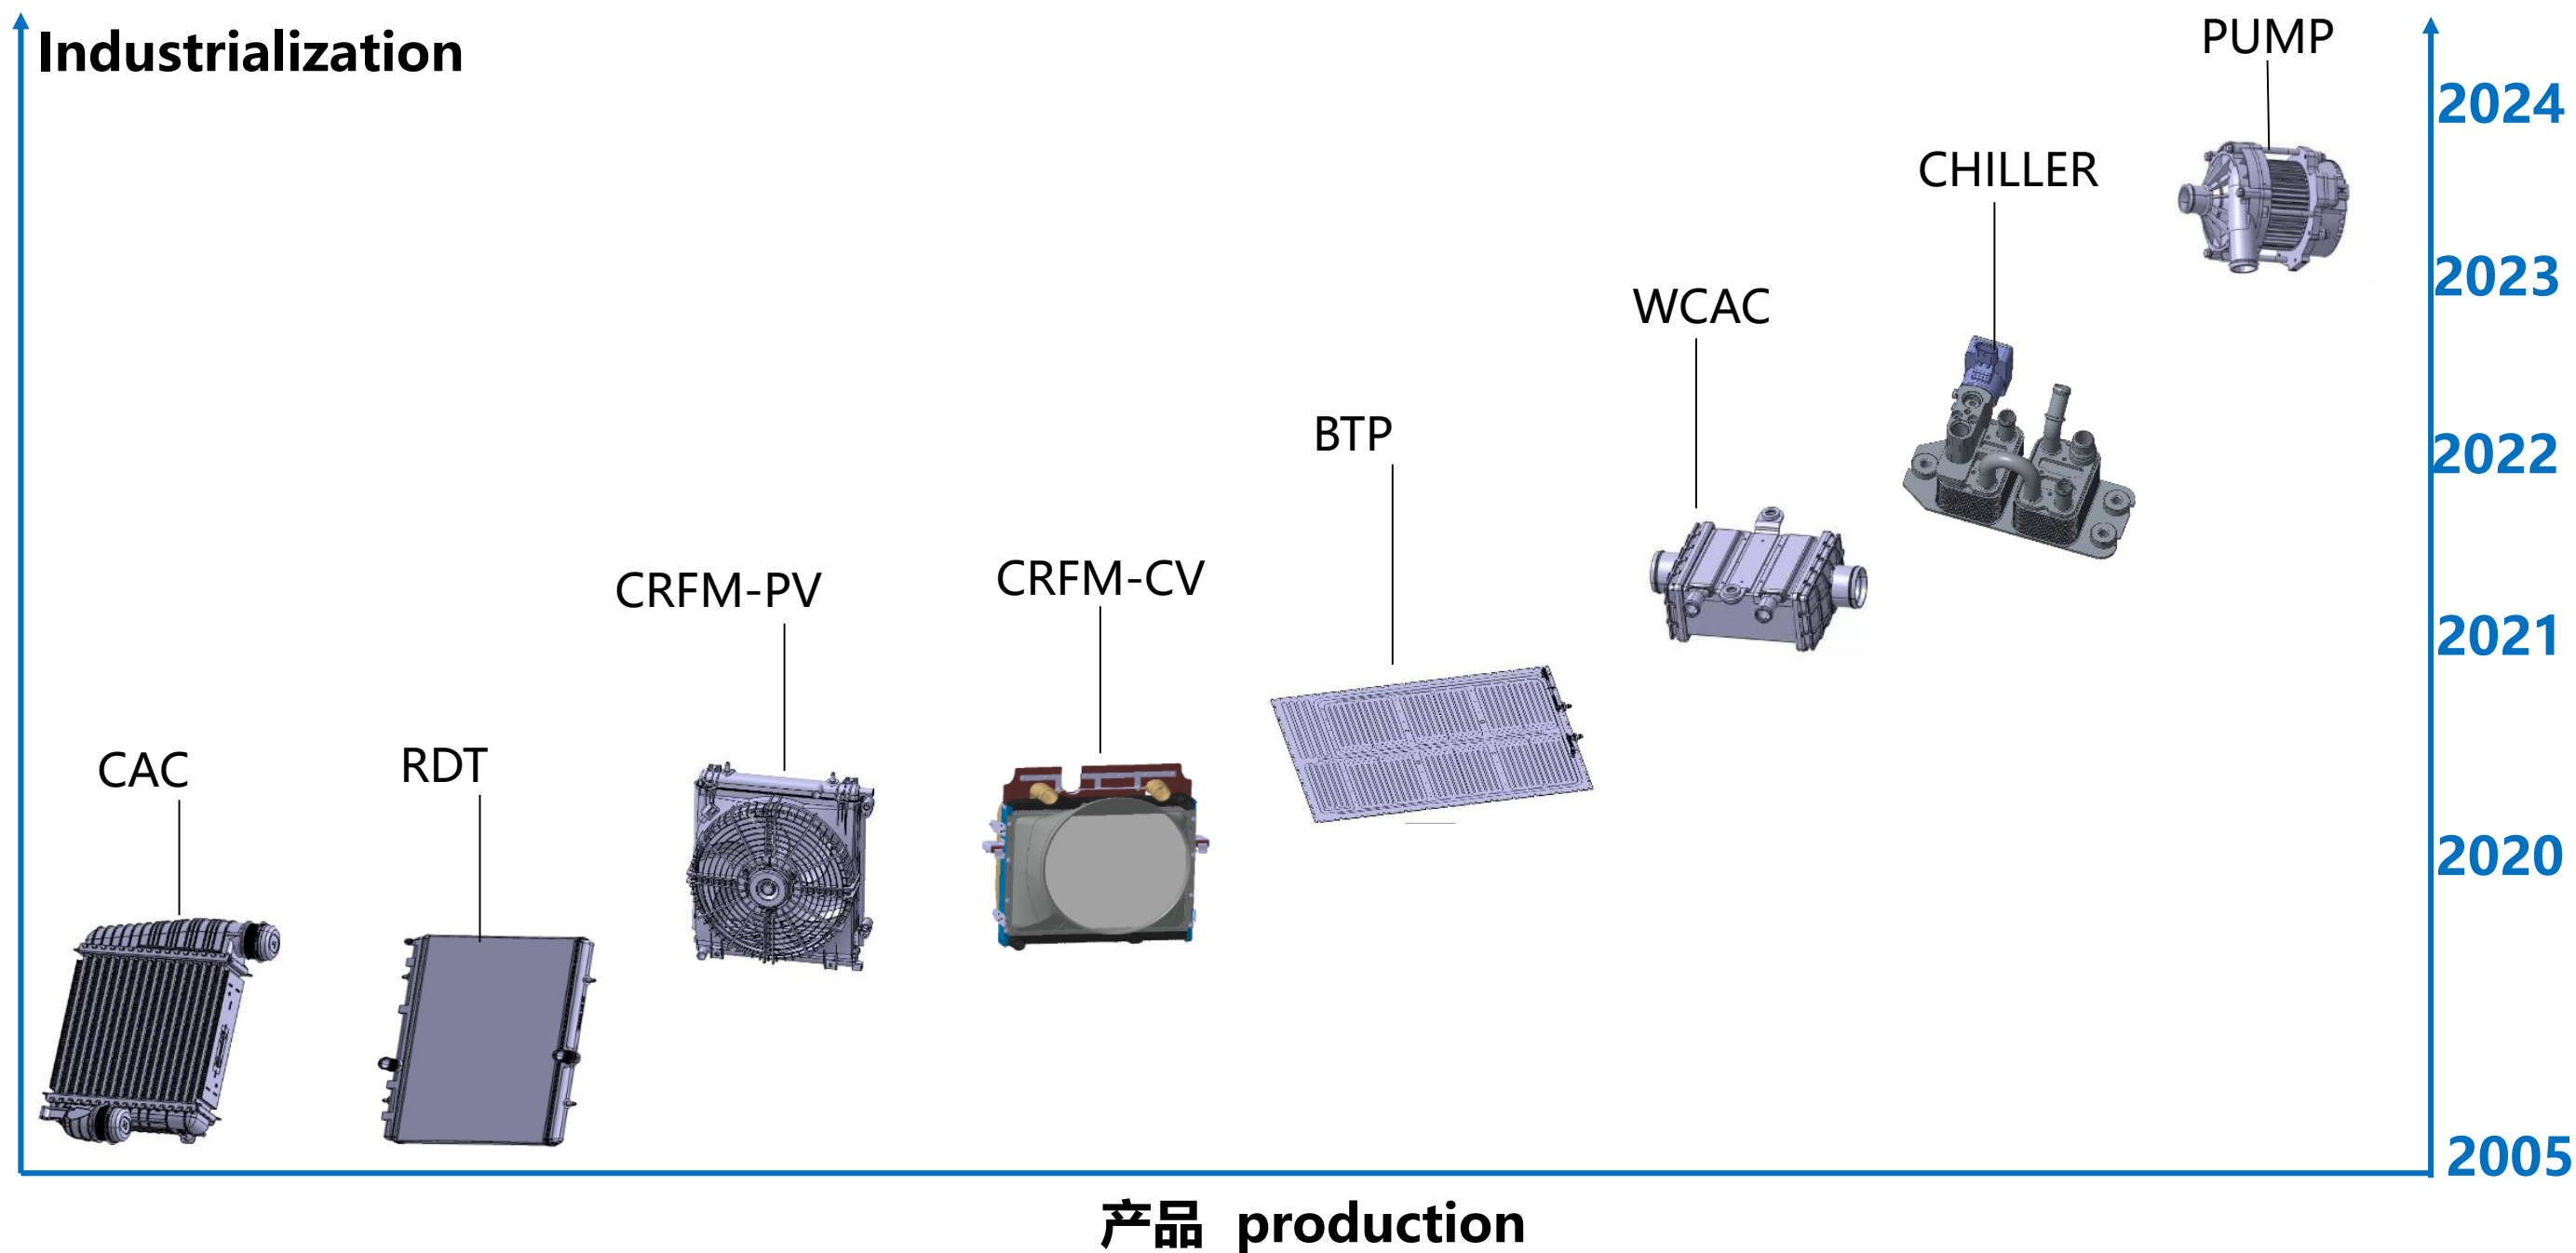 Industrialization
PUMP
2024
CHILLER
2023
WCAC
BTP
2022
CRFM-PV
CRFM-CV
2021
CAC
RDT
2020
2005
产品 production